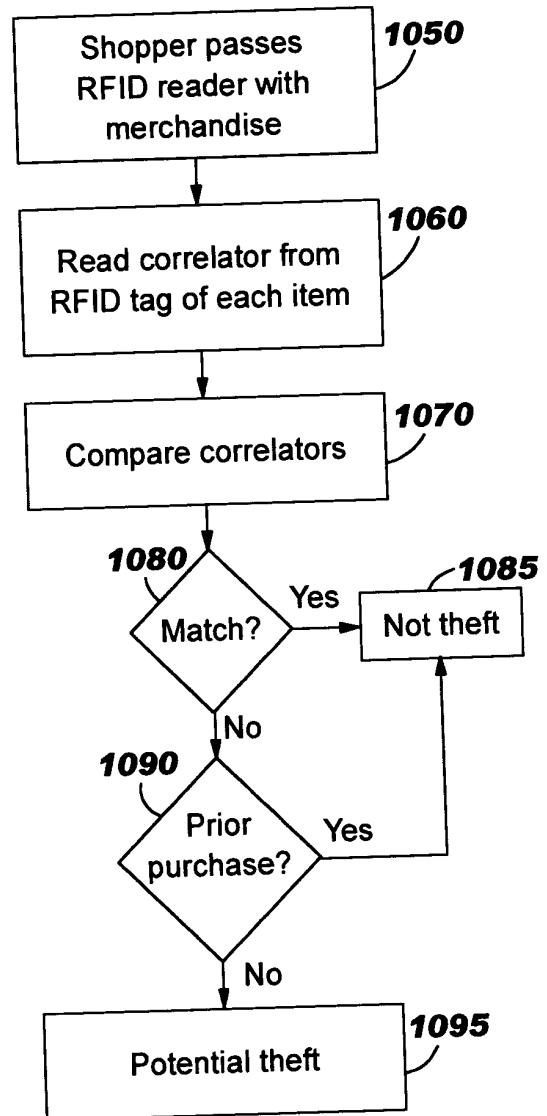 Shopper passes
RFID reader with
merchandise
1050
Read correlator from
RFID tag of each item
1060
Compare correlators
1070
1080
Match?
Yes
1085
Not theft
No
1090
Prior
purchase?
Yes
No
Potential theft
1095